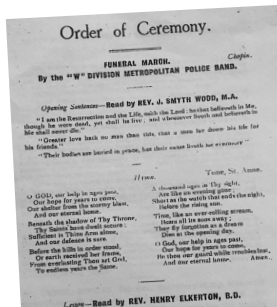 Order of Ceremony.
FUNERAL MARCH. Chopin.
By the "W" DIVISION METROPOLITAN POLICE BAND.
Opening Sentences—Read by REV. J. SMYTH WOOD, M.A.
"I am the Resurrection and the Life, saith the Lord: he that believeth in Me,
though he were dead, yet shall he live; and whosoever liveth and believeth in
Me shall never die."
"Greater love hath no man than this, that a man lay down his life for
his friends."
"Their bodies are buried in peace, but their name liveth for evermore"
Hymn. Tune, St. Anne.
O GOD, our help in ages past,
Our hope for years to come,
Our shelter from the stormy blast,
And our eternal home.
Beneath the shadow of Thy Throne,
Thy Saints have dwelt secure;
Sufficient is Thine Arm alone,
And our defence is sure.
Before the hills in order stood,
Or earth received her frame,
From everlasting Thou art God,
To endless years the Same.
A thousand ages in Thy sight,
Are like an evening gone;
Short as the watch that ends the night,
Before the rising sun.
Time, like an ever-rolling stream,
Bears all its sons away;
They fly forgotten as a dream
Dies at the opening day.
O God, our help in ages past,
Our hope for years to come,
Be thou our guard while troubles last,
And our eternal home. Amen.
Read by REV. HENRY ELKERTON, B.D.